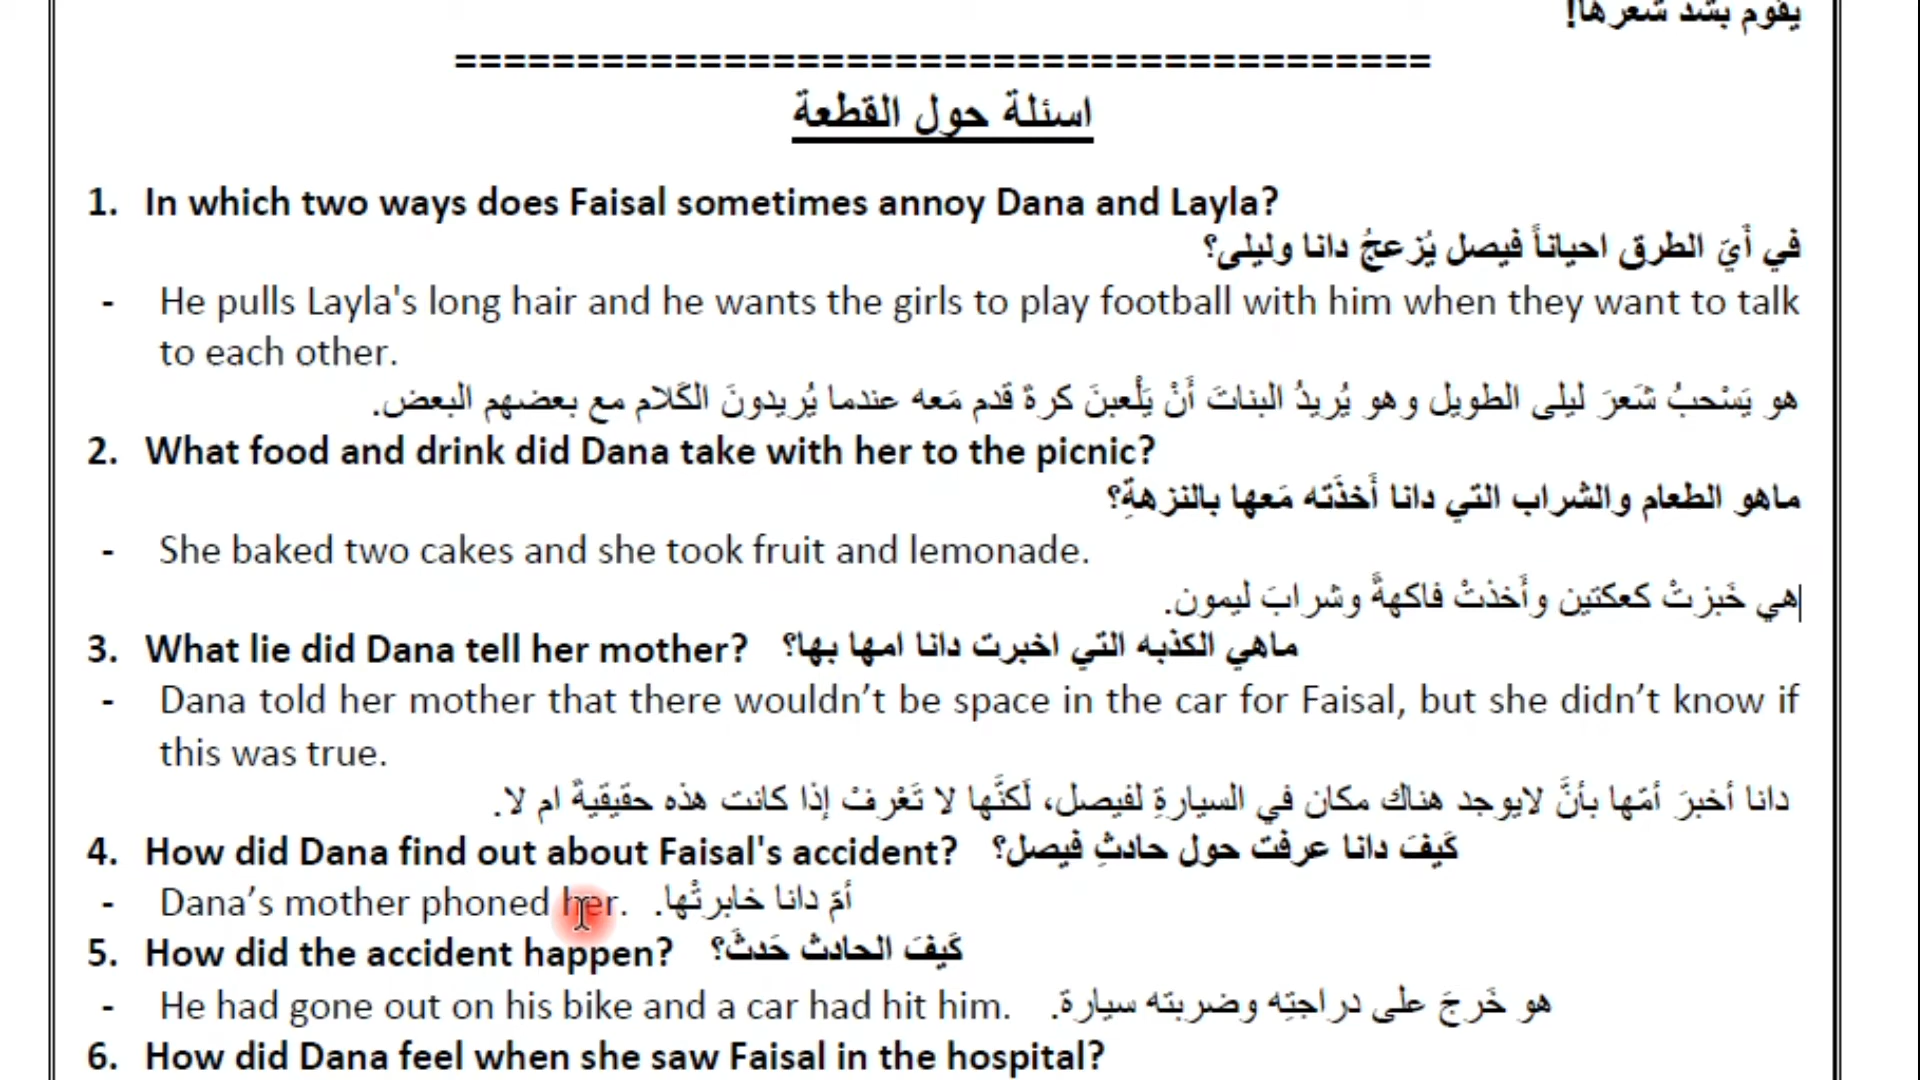 يقوم بشد شعرها!
========================================
اسئلة حول القطعة
1. In which two ways does Faisal sometimes annoy Dana and Layla?
في أَيّ الطرق احياناً فيصل يُزعجُ دانا وليلى؟
- He pulls Layla's long hair and he wants the girls to play football with him when they want to talk
to each other.
هو يَسْحبُ شَعرَ ليلى الطويل وهو يُريدُ البناتَ أَنْ يَلْعبنَ كرةَ قدم مَعه عندما يُريدونَ الكَلام مع بعضهم البعض.
2. What food and drink did Dana take with her to the picnic?
ماهو الطعام والشراب التي دانا أَخذَته مَعها بالنزهةِ؟
- She baked two cakes and she took fruit and lemonade.
هي خَبزتْ كعكتين وأَخذتْ فاكهةً وشرابَ ليمون.
3. What lie did Dana tell her mother? ماهي الكذبه التي اخبرت دانا امها بها؟
- Dana told her mother that there wouldn’t be space in the car for Faisal, but she didn’t know if
this was true.
دانا أخبرَ أمّها بأنَّ لايوجد هناك مكان في السيارةِ لفيصل، لَكنَّها لا تَعْرفْ إذا كانت هذه حقيقيةً ام لا.
4. How did Dana find out about Faisal's accident? كَيفَ دانا عرفت حول حادثِ فيصل؟
- Dana’s mother phoned her. أمّ دانا خابرتْها.
5. How did the accident happen? كَيفَ الحادث حَدثَ؟
- He had gone out on his bike and a car had hit him. هو خَرجَ على دراجتِه وضربته سيارة.
6. How did Dana feel when she saw Faisal in the hospital?